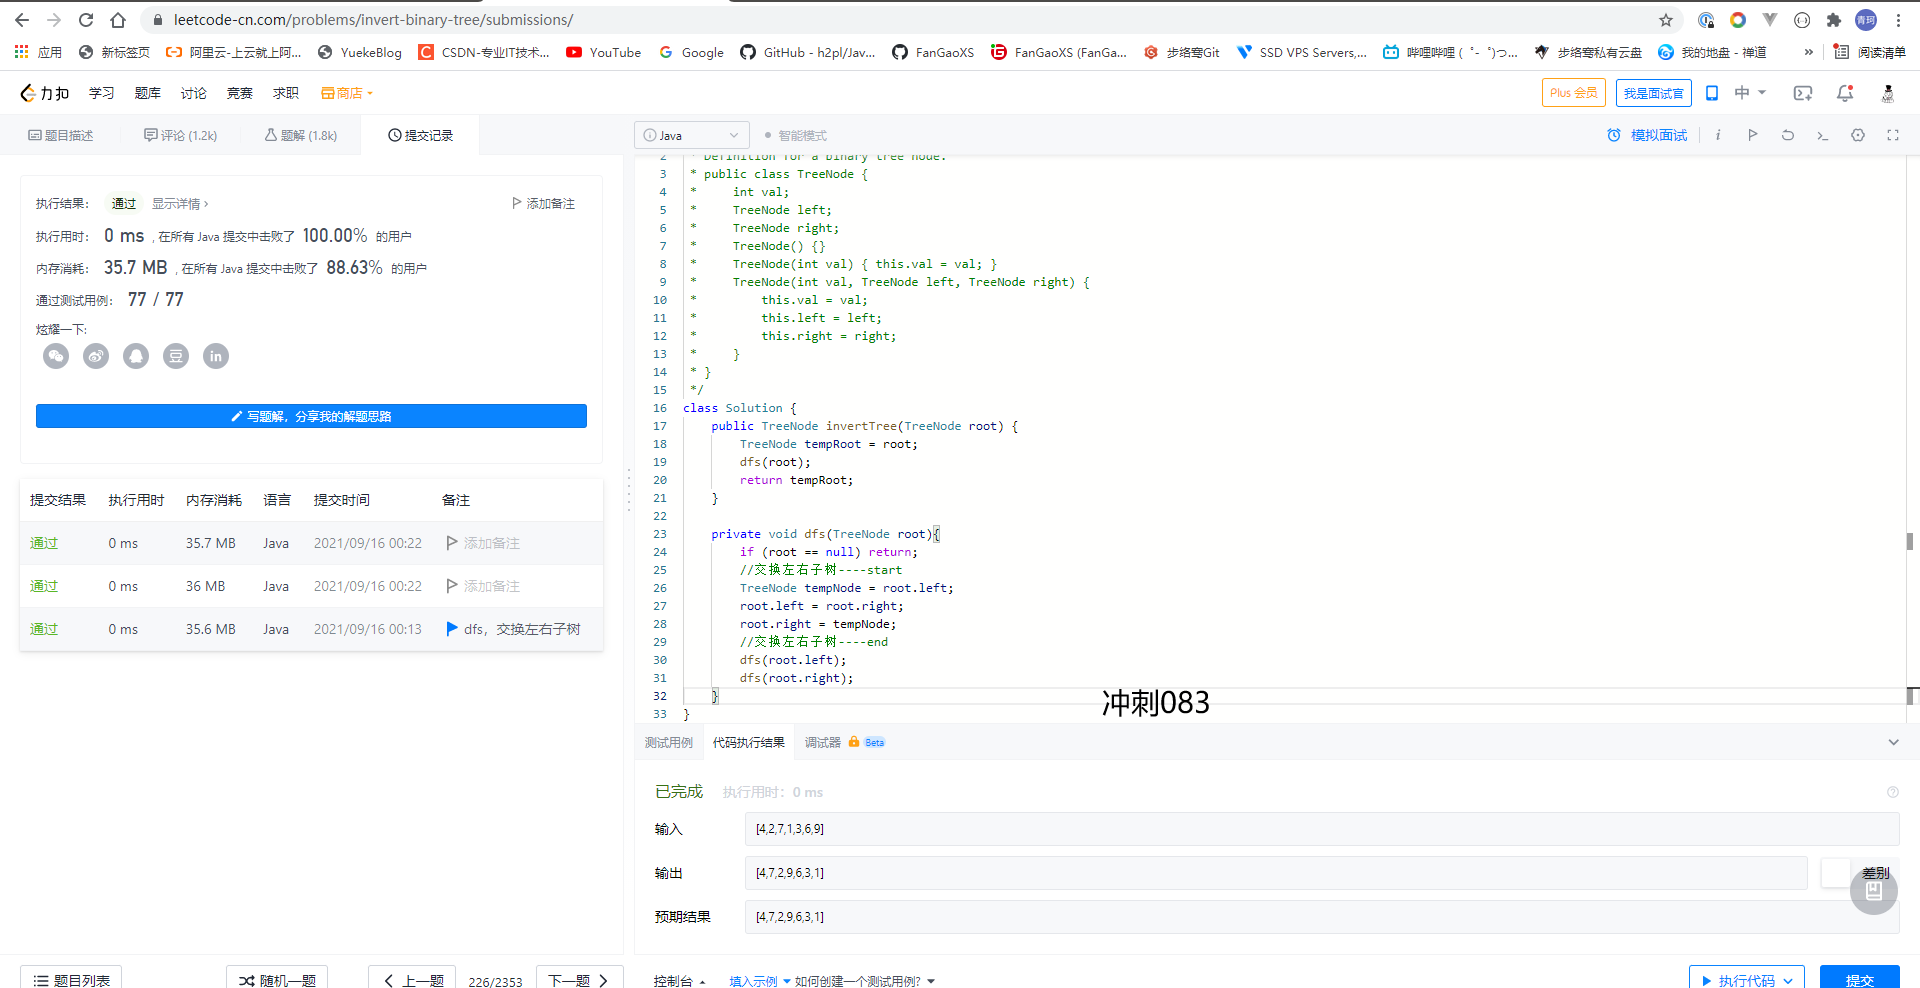 leetcode-cn.com/problems/invert-binary-tree/submissions/
青珂
应用 新标签页 阿里云-上云就上阿... YuekeBlog CSDN-专业IT技术... YouTube Google GitHub - h2pl/Jav... FanGaoXS FanGaoXS (FanGa... 步络骞Git SSD VPS Servers,... 哔哩哔哩 (゜-゜)つ... 步络骞私有云盘 我的地盘 - 禅道 » 阅读清单
力扣 学习 题库 讨论 竞赛 求职 商店 Plus 会员 我是面试官 中
题目描述 评论 (1.2k) 题解 (1.8k) 提交记录
Java 智能模式 模拟面试
执行结果： 通过 显示详情 › 添加备注
执行用时： 0 ms , 在所有 Java 提交中击败了 100.00% 的用户
内存消耗： 35.7 MB , 在所有 Java 提交中击败了 88.63% 的用户
通过测试用例： 77 / 77
炫耀一下:
豆 in
写题解，分享我的解题思路
提交结果 执行用时 内存消耗 语言 提交时间 备注
通过 0 ms 35.7 MB Java 2021/09/16 00:22 添加备注
通过 0 ms 36 MB Java 2021/09/16 00:22 添加备注
通过 0 ms 35.6 MB Java 2021/09/16 00:13 dfs，交换左右子树
2 * Definition for a binary tree node.
3 * public class TreeNode {
4 *     int val;
5 *     TreeNode left;
6 *     TreeNode right;
7 *     TreeNode() {}
8 *     TreeNode(int val) { this.val = val; }
9 *     TreeNode(int val, TreeNode left, TreeNode right) {
10 *         this.val = val;
11 *         this.left = left;
12 *         this.right = right;
13 *     }
14 * }
15 */
16 class Solution {
17     public TreeNode invertTree(TreeNode root) {
18         TreeNode tempRoot = root;
19         dfs(root);
20         return tempRoot;
21     }
22
23     private void dfs(TreeNode root){
24         if (root == null) return;
25         //交换左右子树----start
26         TreeNode tempNode = root.left;
27         root.left = root.right;
28         root.right = tempNode;
29         //交换左右子树----end
30         dfs(root.left);
31         dfs(root.right);
32     }
33 }
冲刺083
测试用例 代码执行结果 调试器 Beta
已完成 执行用时：0 ms
输入 [4,2,7,1,3,6,9]
输出 [4,7,2,9,6,3,1] 差别
预期结果 [4,7,2,9,6,3,1]
题目列表 随机一题 上一题 226/2353 下一题 控制台 填入示例 如何创建一个测试用例? 执行代码 提交